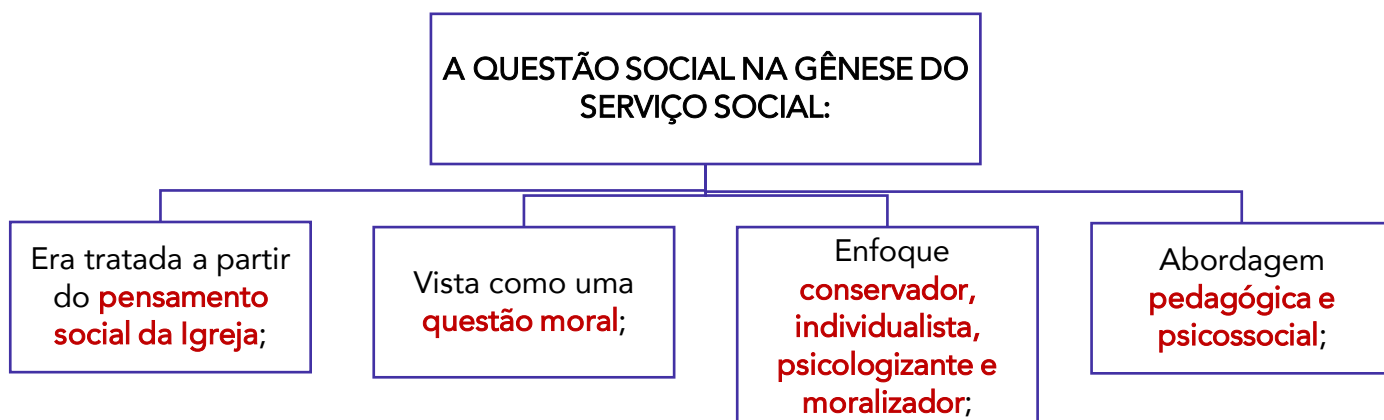 A QUESTÃO SOCIAL NA GÊNESE DO
SERVIÇO SOCIAL:
Era tratada a partir
do pensamento
social da Igreja;
Vista como uma
questão moral;
Enfoque
conservador,
individualista,
psicologizante e
moralizador;
Abordagem
pedagógica e
psicossocial;